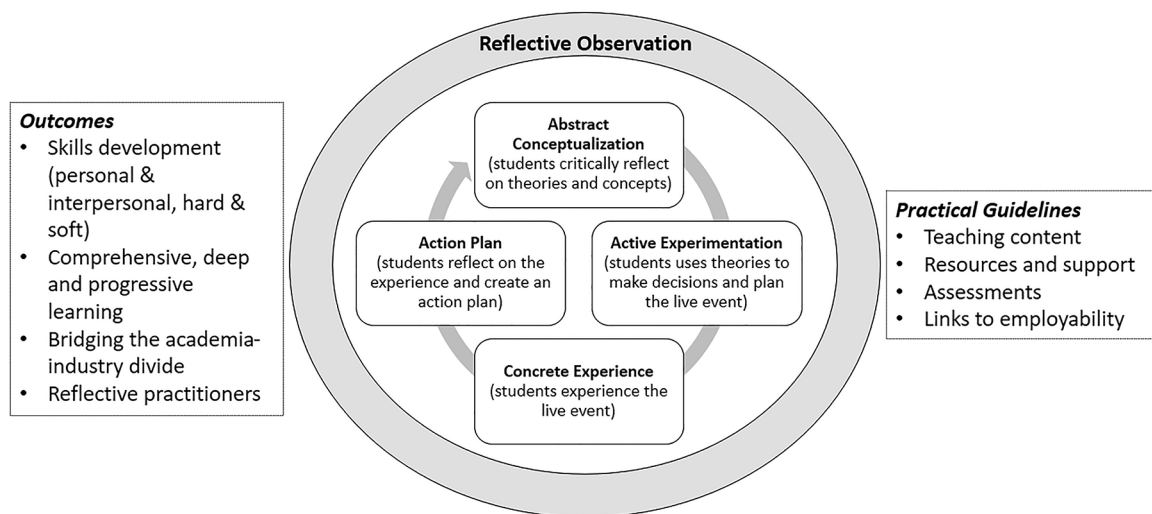 Reflective Observation
Outcomes
• Skills development
(personal &
interpersonal, hard &
soft)
• Comprehensive, deep
and progressive
learning
• Bridging the academia-
industry divide
• Reflective practitioners
Abstract
Conceptualization
(students critically reflect
on theories and concepts)
Action Plan
(students reflect on the
experience and create an
action plan)
Active Experimentation
(students uses theories to
make decisions and plan
the live event)
Concrete Experience
(students experience the
live event)
Practical Guidelines
• Teaching content
• Resources and support
• Assessments
• Links to employability